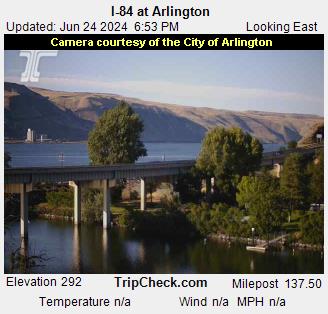 I-84 at Arlington
Updated: Jun 24 2024 6:53 PM Looking East
Camera courtesy of the City of Arlington
Elevation 292 TripCheck.com Milepost 137.50
Temperature n/a Wind n/a MPH n/a